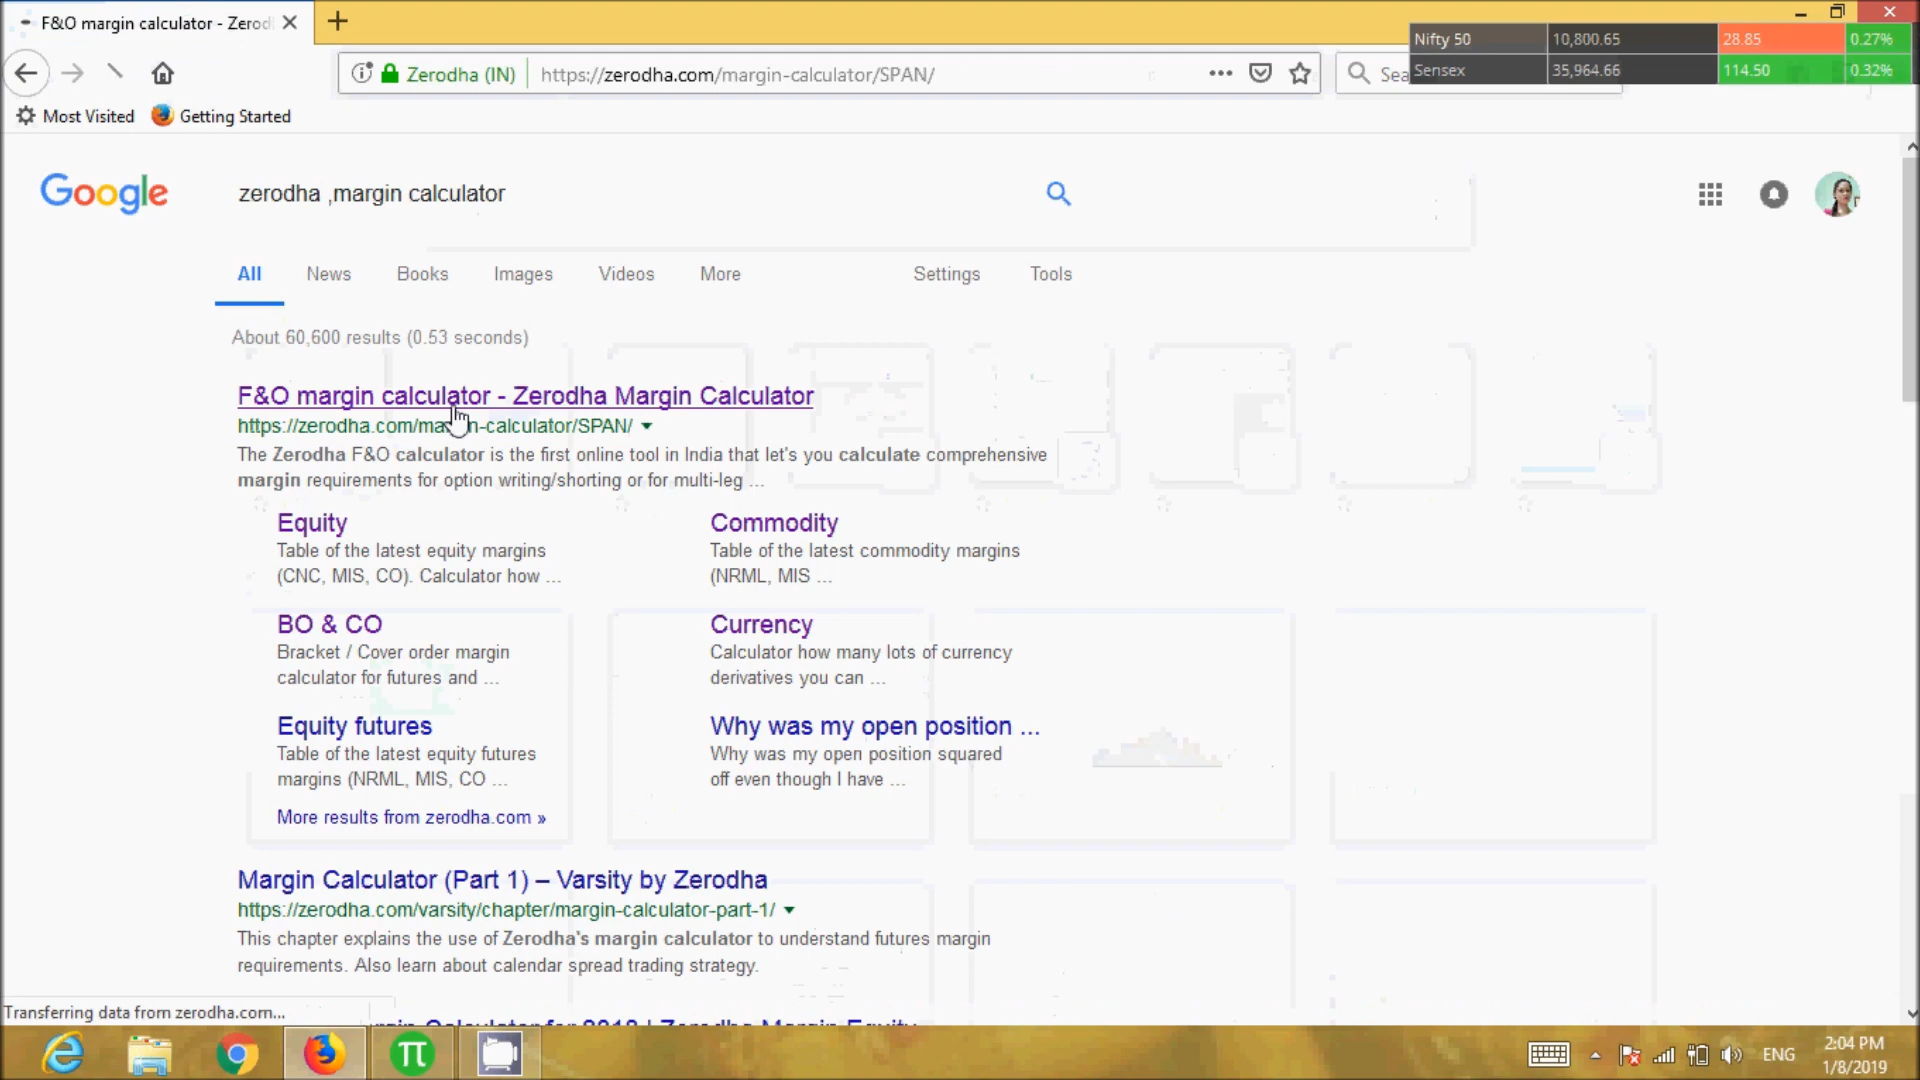 F&O margin calculator - Zerod
Nifty 50 10,800.65 28.85 0.27%
Sensex 35,964.66 114.50 0.32%
Zerodha (IN) https://zerodha.com/margin-calculator/SPAN/
Sea
Most Visited Getting Started
Google zerodha ,margin calculator
All News Books Images Videos More Settings Tools
About 60,600 results (0.53 seconds)
F&O margin calculator - Zerodha Margin Calculator
https://zerodha.com/ma n-calculator/SPAN/
The Zerodha F&O calculator is the first online tool in India that let's you calculate comprehensive
margin requirements for option writing/shorting or for multi-leg ...
Equity
Table of the latest equity margins
(CNC, MIS, CO). Calculator how ...
Commodity
Table of the latest commodity margins
(NRML, MIS ...
BO & CO
Bracket / Cover order margin
calculator for futures and ...
Currency
Calculator how many lots of currency
derivatives you can ...
Equity futures
Table of the latest equity futures
margins (NRML, MIS, CO ...
Why was my open position ...
Why was my open position squared
off even though I have ...
More results from zerodha.com »
Margin Calculator (Part 1) – Varsity by Zerodha
https://zerodha.com/varsity/chapter/margin-calculator-part-1/
This chapter explains the use of Zerodha's margin calculator to understand futures margin
requirements. Also learn about calendar spread trading strategy.
Transferring data from zerodha.com...
ENG
2:04 PM
1/8/2019